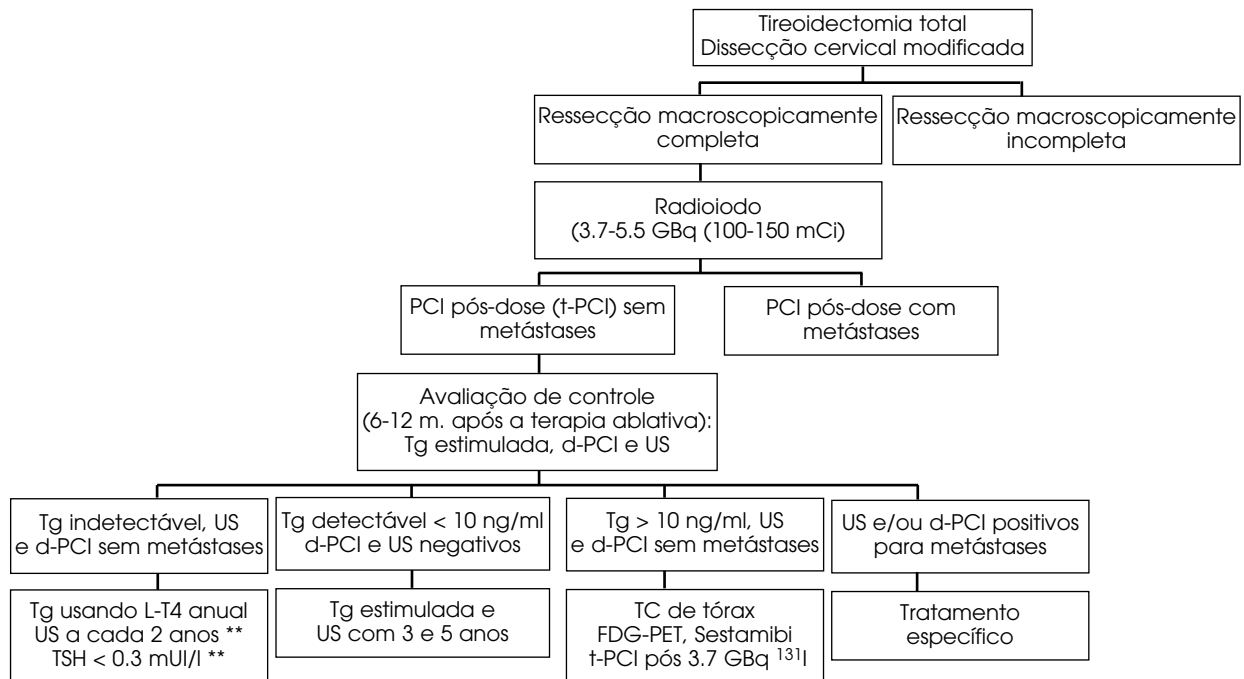 Tireoidectomia total
Dissecção cervical modificada
Ressecção macroscopicamente
completa
Ressecção macroscopicamente
incompleta
Radioiodo
(3.7-5.5 GBq (100-150 mCi)
PCI pós-dose (t-PCI) sem
metástases
PCI pós-dose com
metástases
Avaliação de controle
(6-12 m. após a terapia ablativa):
Tg estimulada, d-PCI e US
Tg indetectável, US
e d-PCI sem metástases
Tg detectável < 10 ng/ml
d-PCI e US negativos
Tg > 10 ng/ml, US
e d-PCI sem metástases
US e/ou d-PCI positivos
para metástases
Tg usando L-T4 anual
US a cada 2 anos **
TSH < 0.3 mUI/l **
Tg estimulada e
US com 3 e 5 anos
TC de tórax
FDG-PET, Sestamibi
t-PCI pós 3.7 GBq ¹³¹I
Tratamento
específico